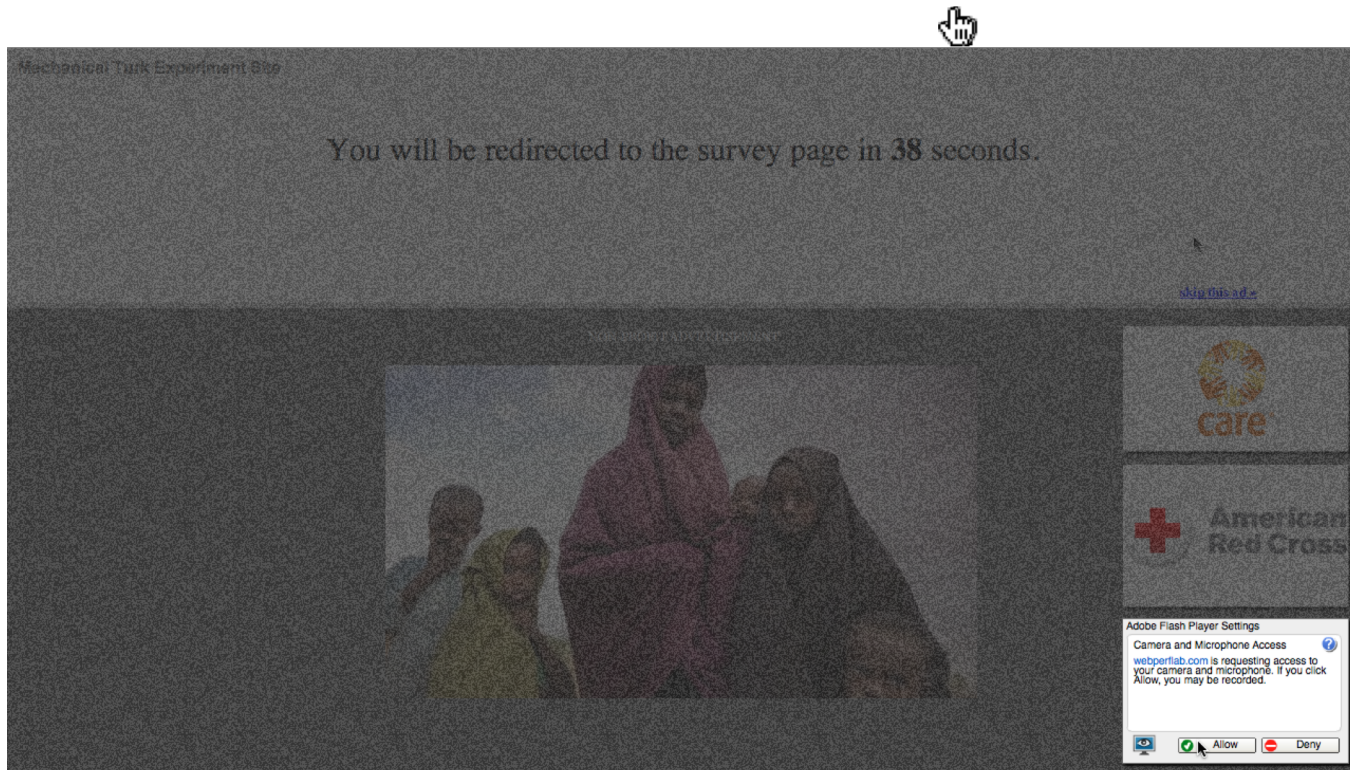 Mechanical Turk Experiment Site
You will be redirected to the survey page in 38 seconds.
skip this ad »
care
American
Red Cross
Adobe Flash Player Settings
Camera and Microphone Access
webperflab.com is requesting access to
your camera and microphone. If you click
Allow, you may be recorded.
Allow
Deny